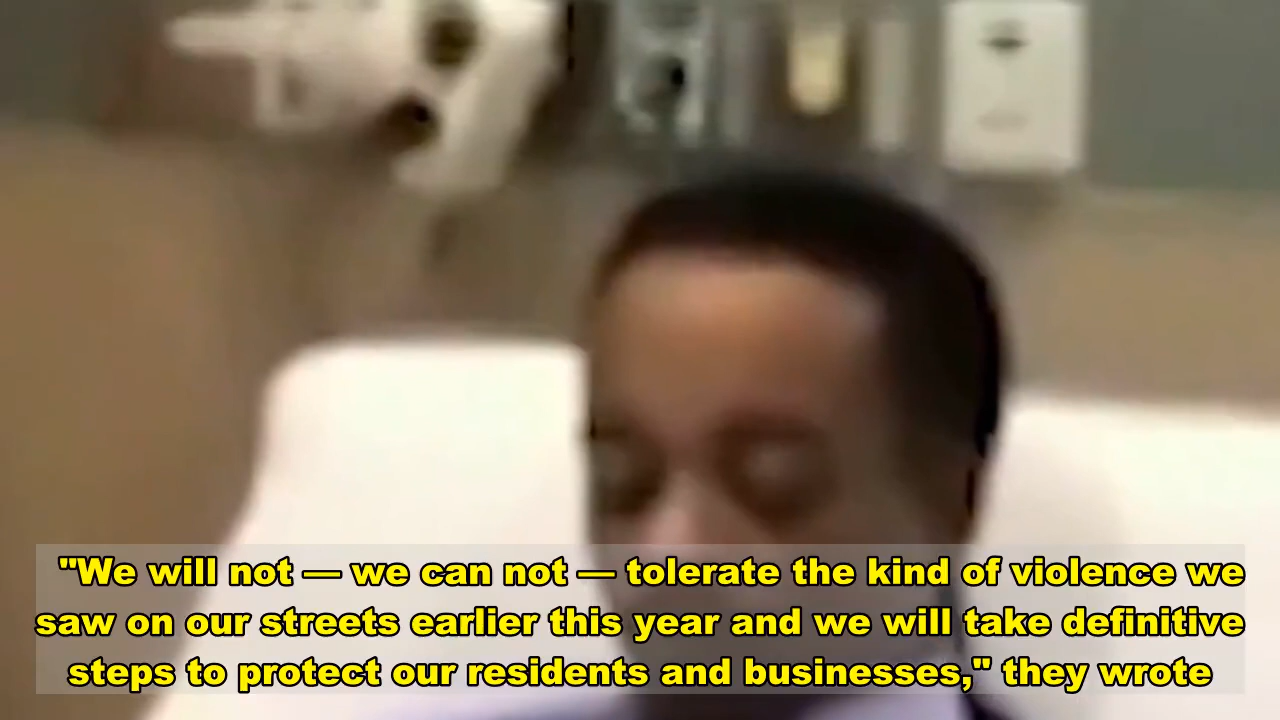 "We will not — we can not — tolerate the kind of violence we
saw on our streets earlier this year and we will take definitive
steps to protect our residents and businesses," they wrote